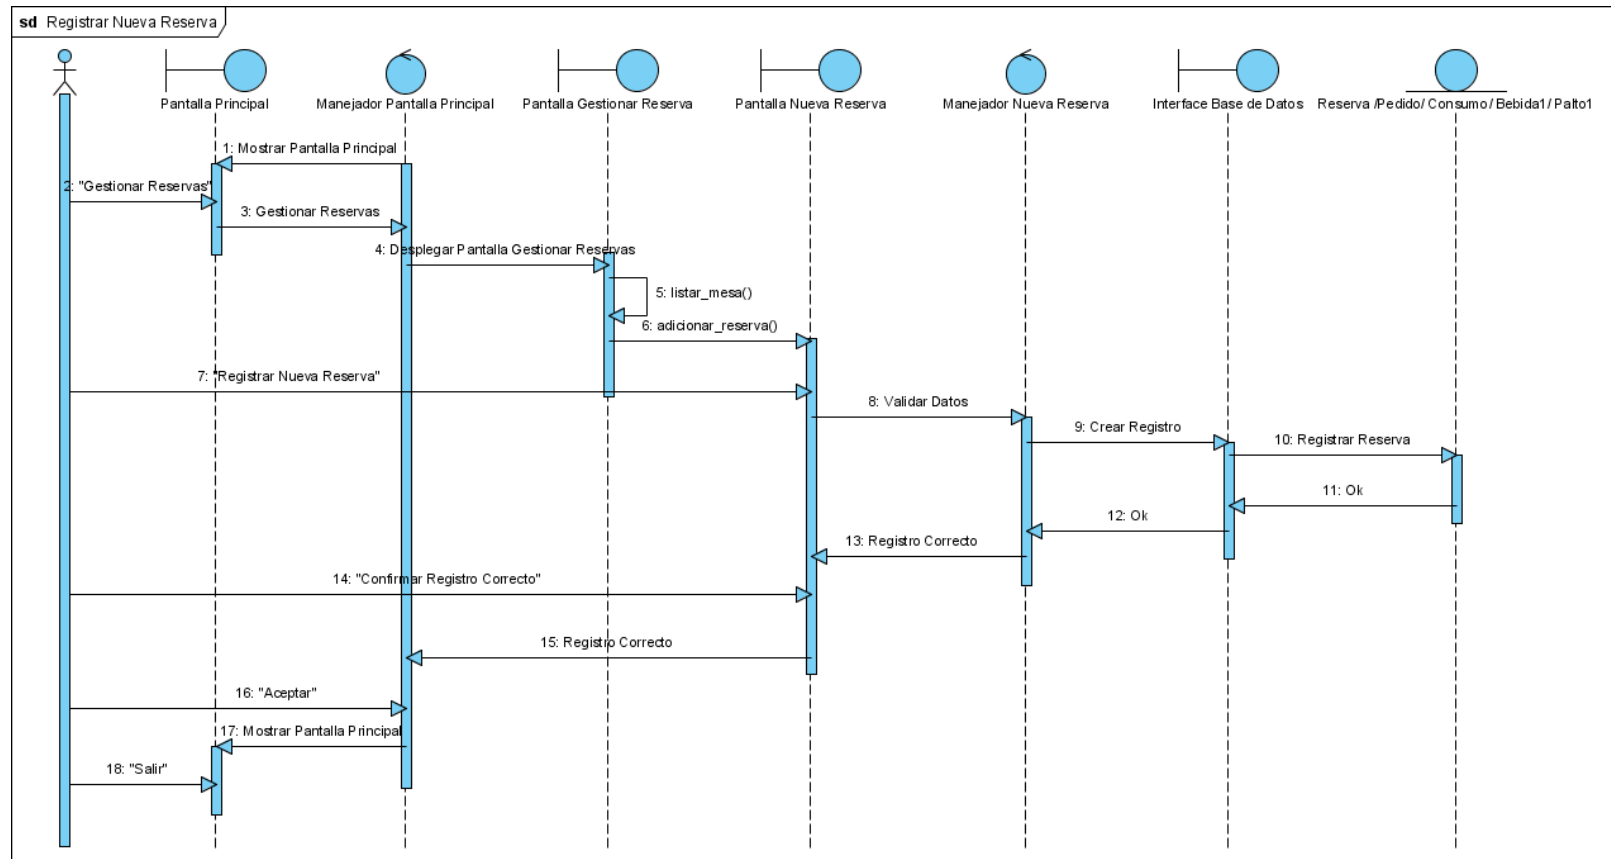 sd Registrar Nueva Reserva
Pantalla Principal
Manejador Pantalla Principal
Pantalla Gestionar Reserva
Pantalla Nueva Reserva
Manejador Nueva Reserva
Interface Base de Datos
Reserva /Pedido/ Consumo/ Bebida1/ Palto1
1: Mostrar Pantalla Principal
2: "Gestionar Reservas"
3: Gestionar Reservas
4: Desplegar Pantalla Gestionar Reservas
5: listar_mesa()
6: adicionar_reserva()
7: "Registrar Nueva Reserva"
8: Validar Datos
9: Crear Registro
10: Registrar Reserva
11: Ok
12: Ok
13: Registro Correcto
14: "Confirmar Registro Correcto"
15: Registro Correcto
16: "Aceptar"
17: Mostrar Pantalla Principal
18: "Salir"